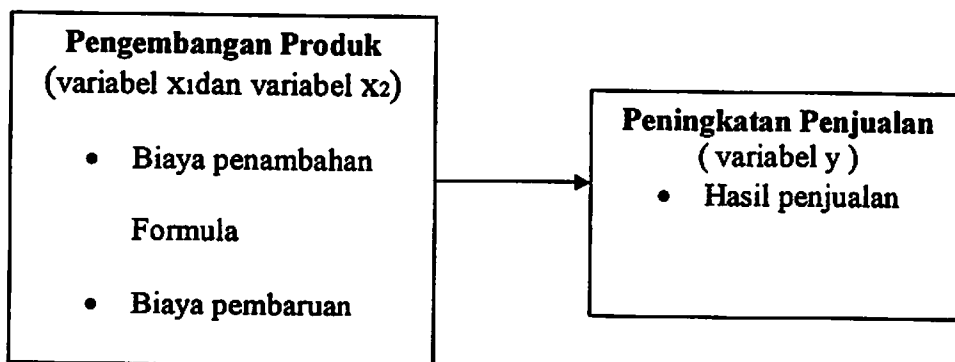 Pengembangan Produk
(variabel x1dan variabel x2)
• Biaya penambahan
Formula
• Biaya pembaruan
Peningkatan Penjualan
( variabel y )
• Hasil penjualan